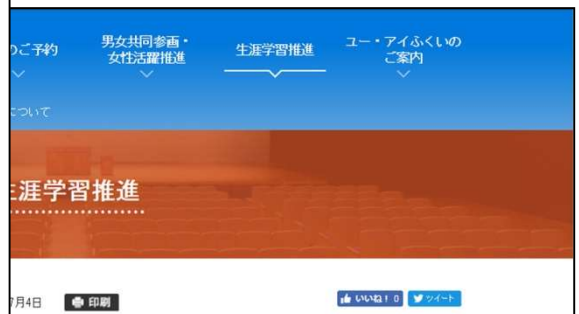 のご予約
男女共同参画・
女性活躍推進
生涯学習推進
ユー・アイふくいの
ご案内
について
生涯学習推進
7月4日
印刷
いいね！ 0
ツイート